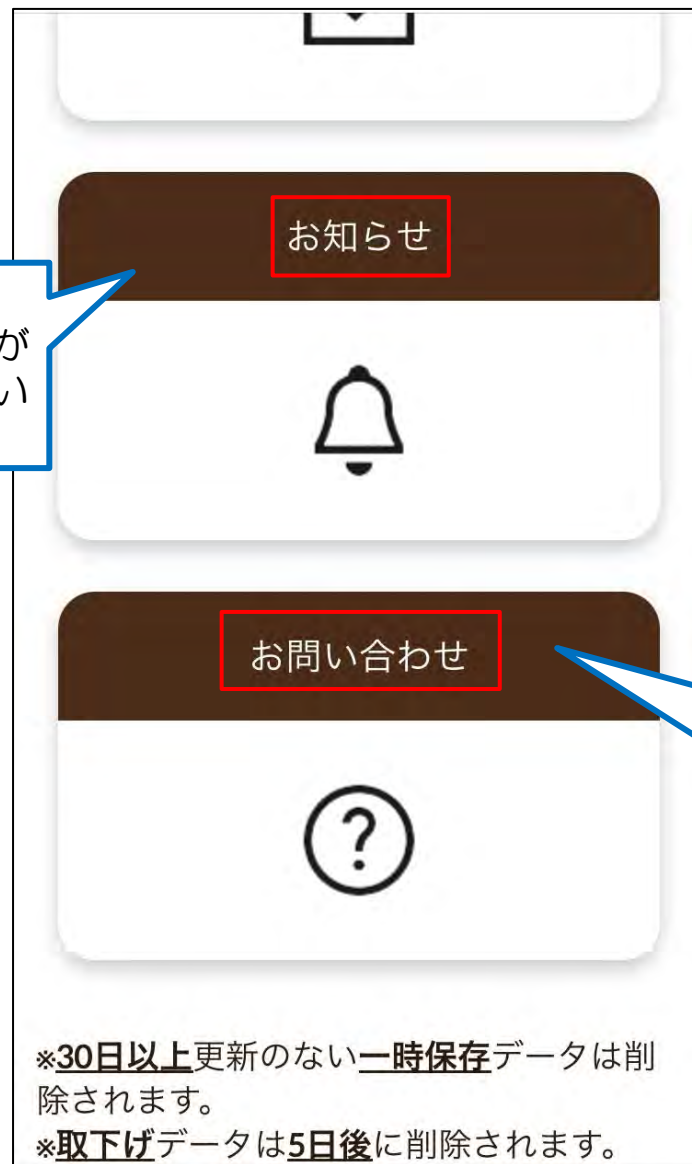 お知らせ
が
い
お問い合わせ
※30日以上更新のない一時保存データは削
除されます。
※取下げデータは5日後に削除されます。